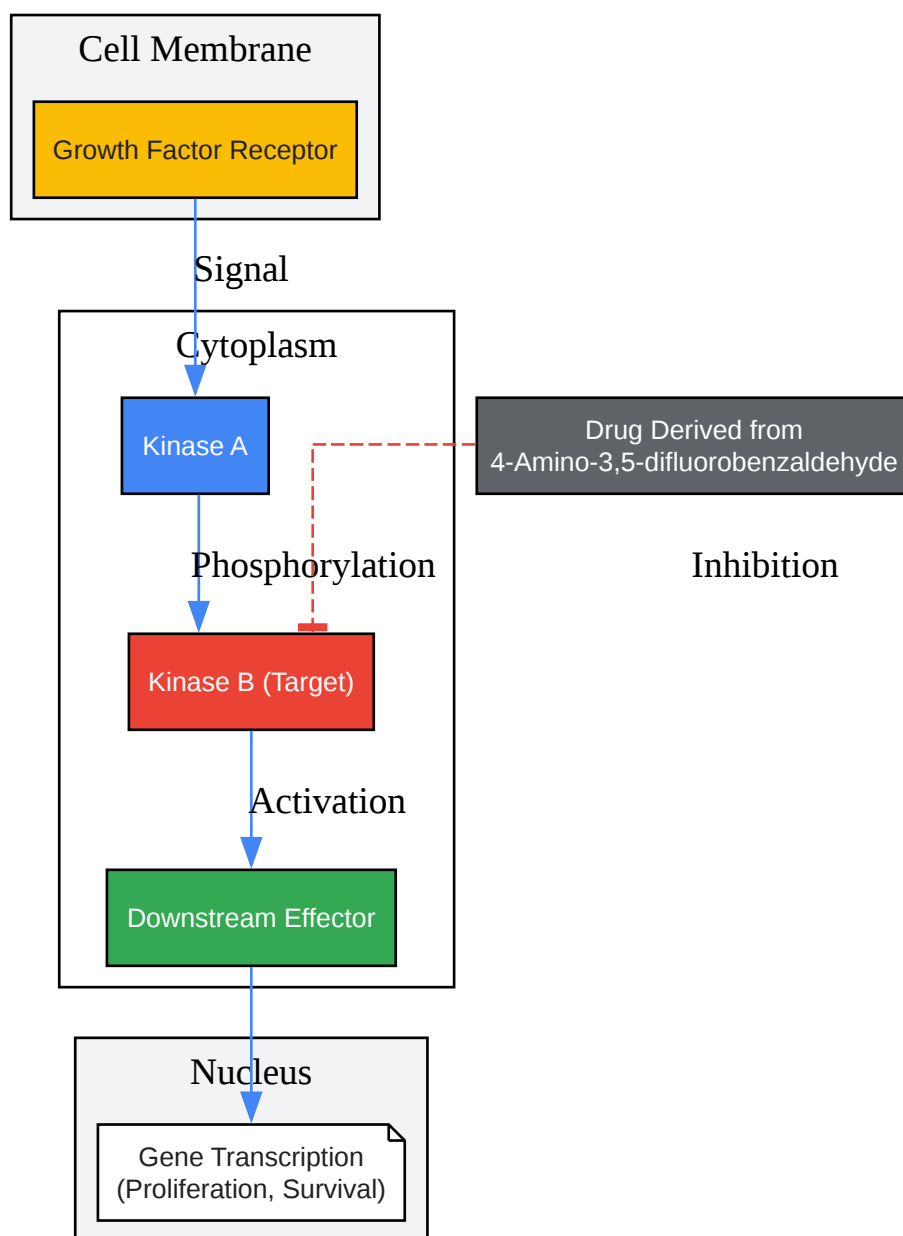 Cell Membrane
Growth Factor Receptor
Signal
Cytoplasm
Kinase A
Drug Derived from
4-Amino-3,5-difluorobenzaldehyde
Phosphorylation
Inhibition
Kinase B (Target)
Activation
Downstream Effector
Nucleus
Gene Transcription
(Proliferation, Survival)